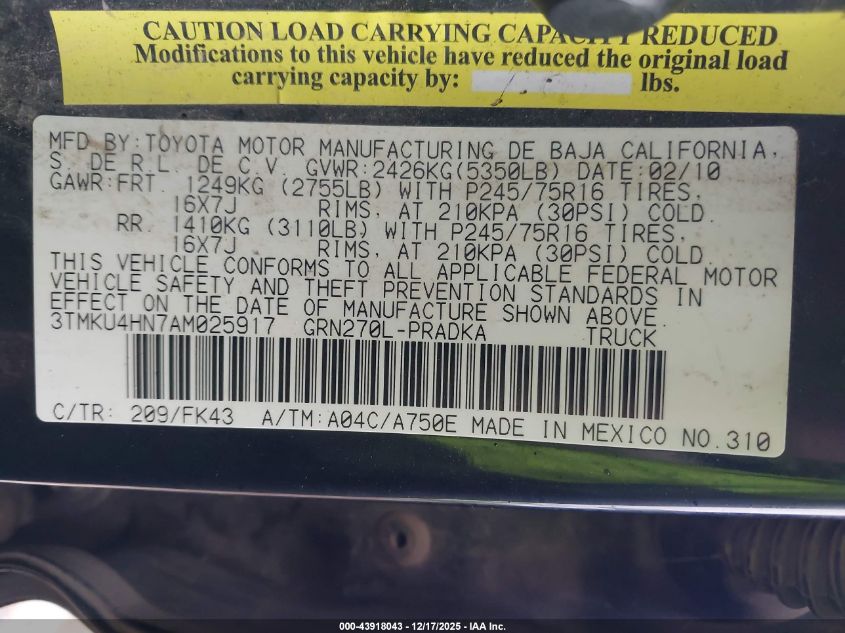 CAUTION LOAD CARRYING CAPACITY REDUCED
Modifications to this vehicle have reduced the original load
carrying capacity by: lbs.
MFD BY:TOYOTA MOTOR MANUFACTURING DE BAJA CALIFORNIA,
S. DE R.L. DE C.V. GVWR:2426KG(5350LB) DATE:02/10
GAWR:FRT. 1249KG (2755LB) WITH P245/75R16 TIRES,
16X7J RIMS, AT 210KPA (30PSI) COLD.
RR. 1410KG (3110LB) WITH P245/75R16 TIRES,
16X7J RIMS, AT 210KPA (30PSI) COLD.
THIS VEHICLE CONFORMS TO ALL APPLICABLE FEDERAL MOTOR
VEHICLE SAFETY AND THEFT PREVENTION STANDARDS IN
EFFECT ON THE DATE OF MANUFACTURE SHOWN ABOVE.
3TMKU4HN7AM025917 GRN270L-PRADKA TRUCK
C/TR: 209/FK43 A/TM:A04C/A750E MADE IN MEXICO NO.310
000-43918043 - 12/17/2025 - IAA Inc.